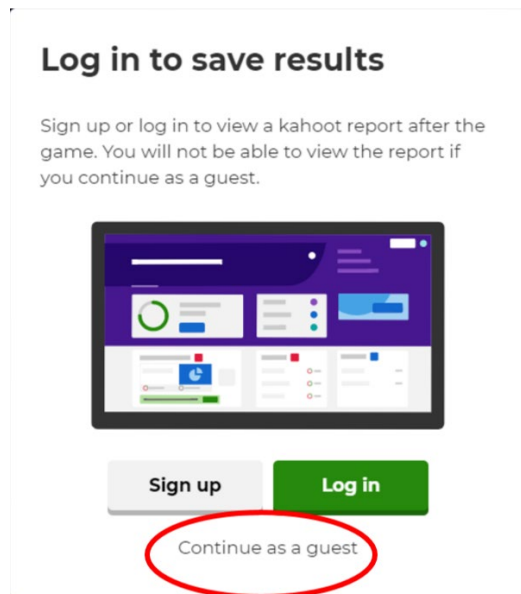 Log in to save results
Sign up or log in to view a kahoot report after the
game. You will not be able to view the report if
you continue as a guest.
Sign up
Log in
Continue as a guest